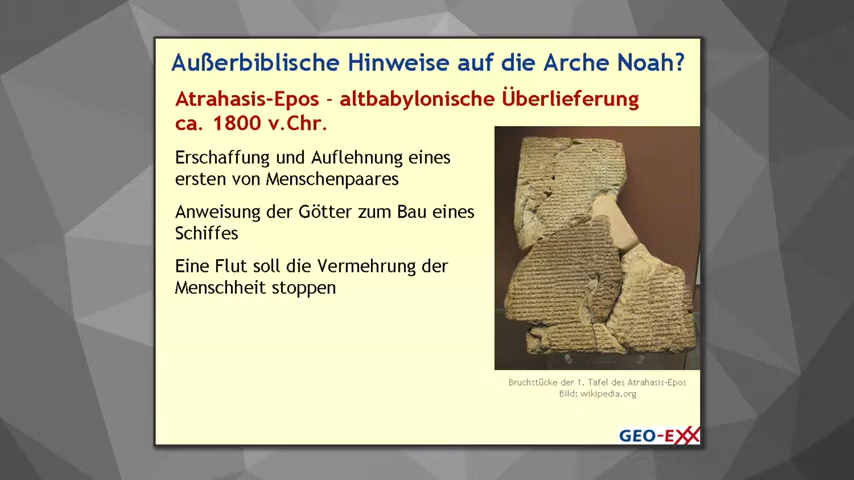 Außerbiblische Hinweise auf die Arche Noah?
Atrahasis-Epos - altbabylonische Überlieferung
ca. 1800 v.Chr.
Erschaffung und Auflehnung eines
ersten von Menschenpaares
Anweisung der Götter zum Bau eines
Schiffes
Eine Flut soll die Vermehrung der
Menschheit stoppen
Bruchstücke der 1. Tafel des Atrahasis-Epos
Bild: wikipedia.org
GEO-EXX